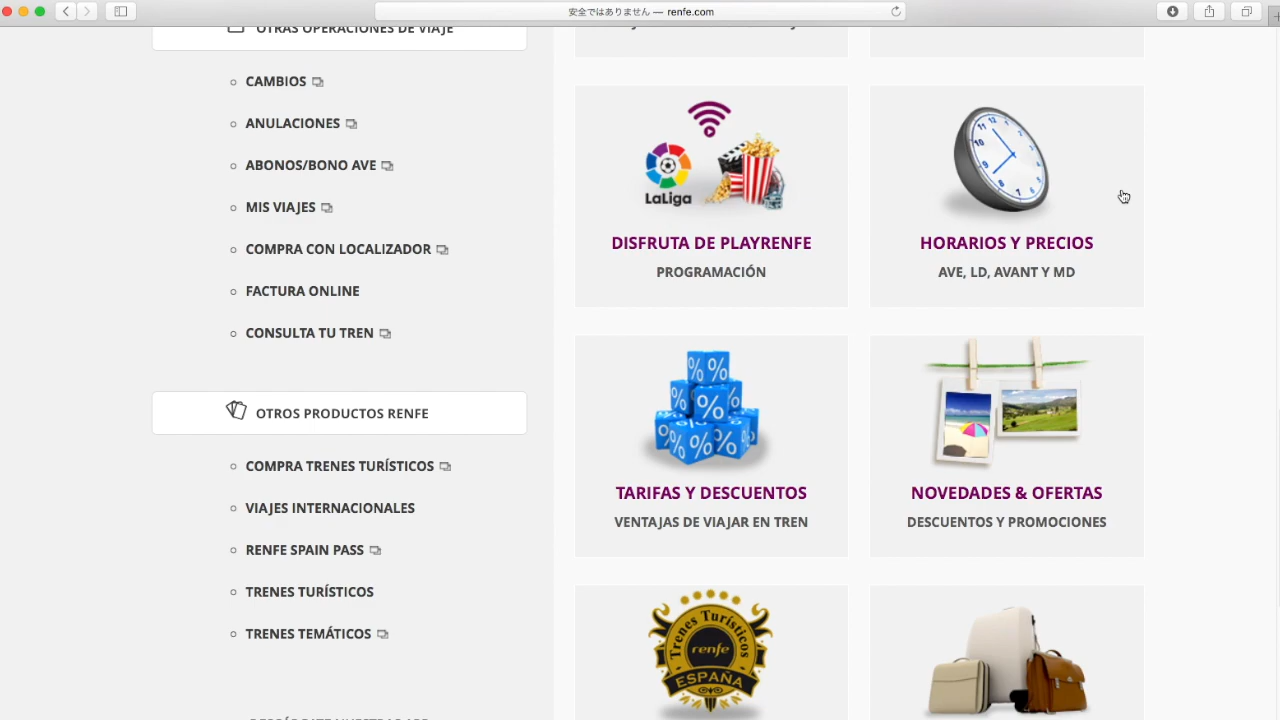 安全ではありません — renfe.com
OTRAS OPERACIONES DE VIAJE
CAMBIOS
ANULACIONES
ABONOS/BONO AVE
MIS VIAJES
COMPRA CON LOCALIZADOR
FACTURA ONLINE
CONSULTA TU TREN
OTROS PRODUCTOS RENFE
COMPRA TRENES TURÍSTICOS
VIAJES INTERNACIONALES
RENFE SPAIN PASS
TRENES TURÍSTICOS
TRENES TEMÁTICOS
LaLiga
DISFRUTA DE PLAYRENFE
PROGRAMACIÓN
HORARIOS Y PRECIOS
AVE, LD, AVANT Y MD
TARIFAS Y DESCUENTOS
VENTAJAS DE VIAJAR EN TREN
NOVEDADES & OFERTAS
DESCUENTOS Y PROMOCIONES
Trenes Turísticos
renfe
ESPAÑA